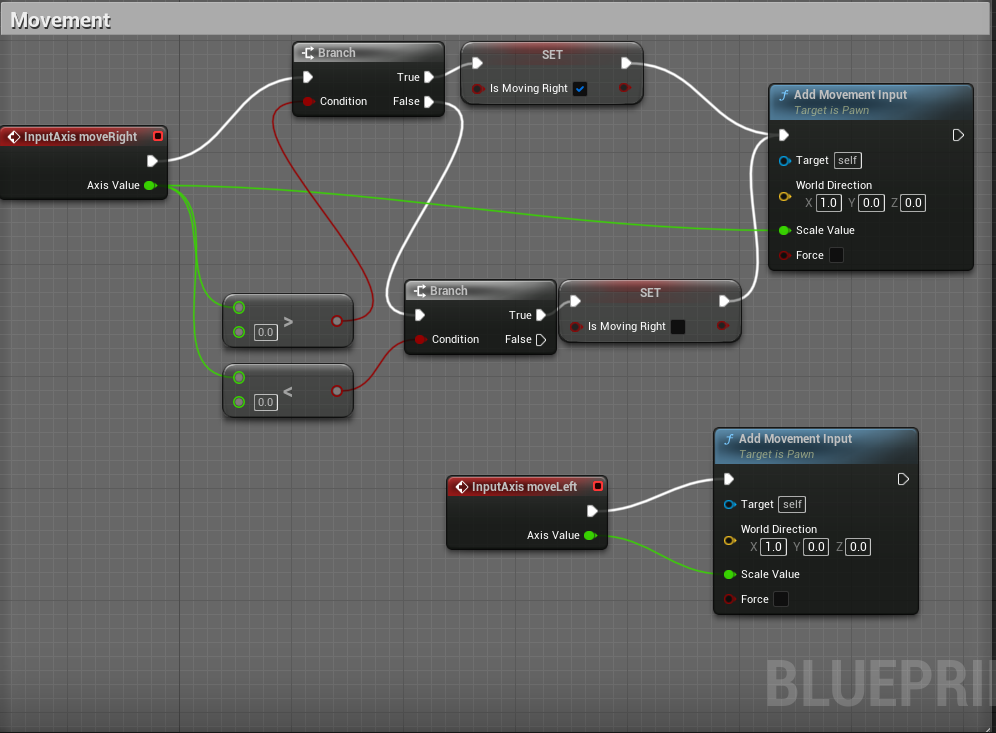 Movement
Branch
True
Condition
False
SET
Is Moving Right
Add Movement Input
Target is Pawn
Target self
World Direction
X 1.0 Y 0.0 Z 0.0
Scale Value
Force
InputAxis moveRight
Axis Value
>
0.0
<
0.0
Branch
True
Condition
False
SET
Is Moving Right
InputAxis moveLeft
Axis Value
Add Movement Input
Target is Pawn
Target self
World Direction
X 1.0 Y 0.0 Z 0.0
Scale Value
Force
BLUEPRI